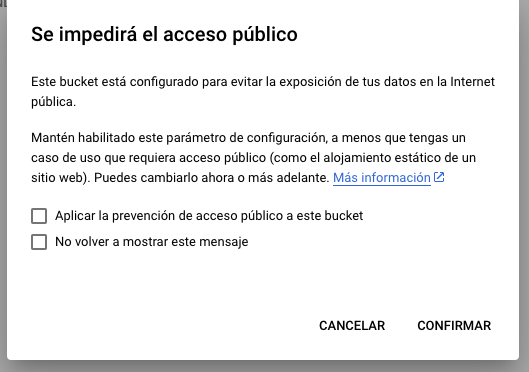 Se impedirá el acceso público
Este bucket está configurado para evitar la exposición de tus datos en la Internet
pública.
Mantén habilitado este parámetro de configuración, a menos que tengas un
caso de uso que requiera acceso público (como el alojamiento estático de un
sitio web). Puedes cambiarlo ahora o más adelante. Más información
Aplicar la prevención de acceso público a este bucket
No volver a mostrar este mensaje
CANCELAR CONFIRMAR